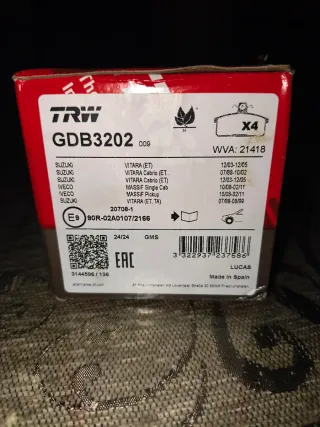 TRW
GDB3202 009
X4
WVA: 21418
SUZUKI VITARA (ET) 12/03-12/05
SUZUKI VITARA Cabrio (ET, 07/88-10/02
SUZUKI VITARA Cabrio (ET) 12/03-12/05
IVECO MASSIF Single Cab 10/08-02/11
IVECO MASSIF Pickup 10/08-02/11
SUZUKI VITARA (ET, TA) 07/88-08/99
20708-1
E9 90R-02A0107/2166
24/24 GMS
EAC
3144596 / 136
3 322937 237586
LUCAS
Made in Spain